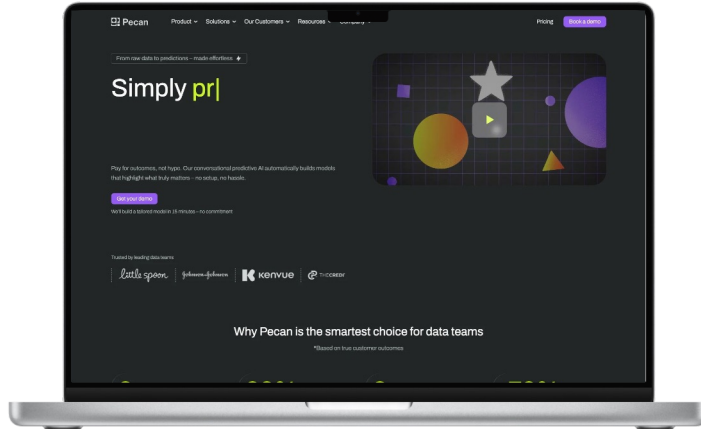 Pecan
Product Solutions Our Customers Resources Company
Pricing
Book a demo
From raw data to predictions – made effortless
Simply pr|
Pay for outcomes, not hype. Our conversational predictive AI automatically builds models
that highlight what truly matters – no setup, no hassle.
Get your demo
We'll build a tailored model in 15 minutes – no commitment
Trusted by leading data teams
little spoon
Johnson & Johnson
kenvue
THE CREDIT
Why Pecan is the smartest choice for data teams
*Based on true customer outcomes